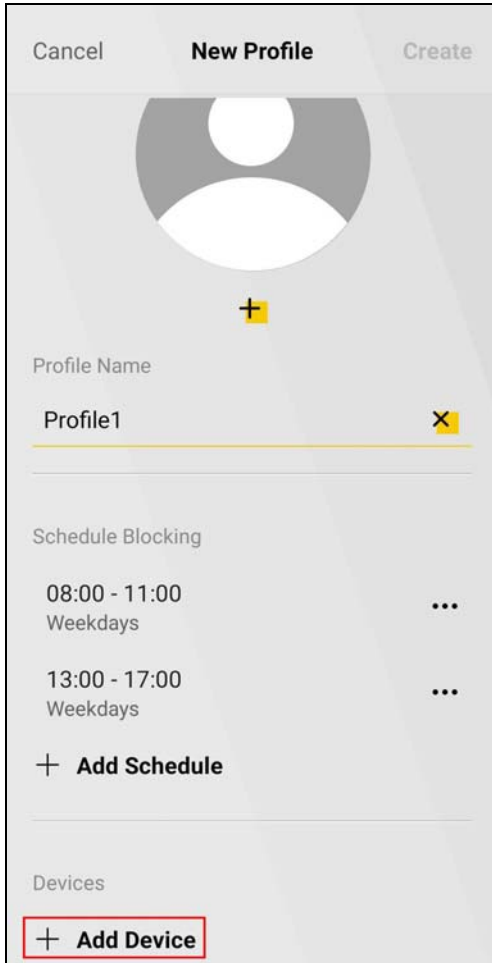 Cancel New Profile Create
Profile Name
Profile1
Schedule Blocking
08:00 - 11:00
Weekdays
13:00 - 17:00
Weekdays
+ Add Schedule
Devices
+ Add Device